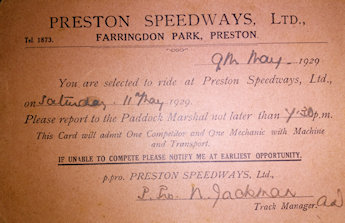 PRESTON SPEEDWAYS, LTD.,
Tel 1873. FARRINGDON PARK, PRESTON.
9th May 1929
You are selected to ride at Preston Speedways, Ltd.,
on Saturday 11 May 1929.
Please report to the Paddock Marshal not later than 7-30 p.m.
This Card will admit One Competitor and One Mechanic with Machine
and Transport.
IF UNABLE TO COMPETE PLEASE NOTIFY ME AT EARLIEST OPPORTUNITY.
p.pro. PRESTON SPEEDWAYS, Ltd.,
N. Jackman
Track Manager.